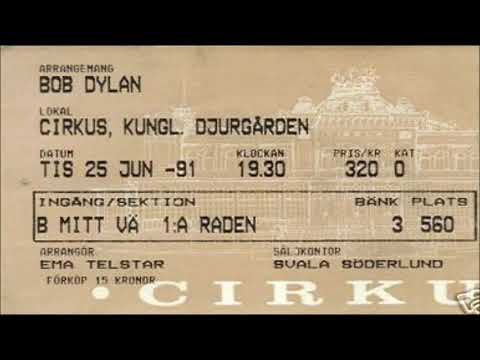 ARRANGEMANG
BOB DYLAN
LOKAL
CIRKUS, KUNGL. DJURGÅRDEN
DATUM KLOCKAN PRIS/KR KAT
TIS 25 JUN -91 19.30 320 0
INGÅNG/SEKTION BÄNK PLATS
B MITT VÄ 1:A RADEN 3 560
ARRANGÖR SÄLJKONTOR
EMA TELSTAR SVALA SÖDERLUND
FÖRKÖP 15 KRONOR
•CIRKU